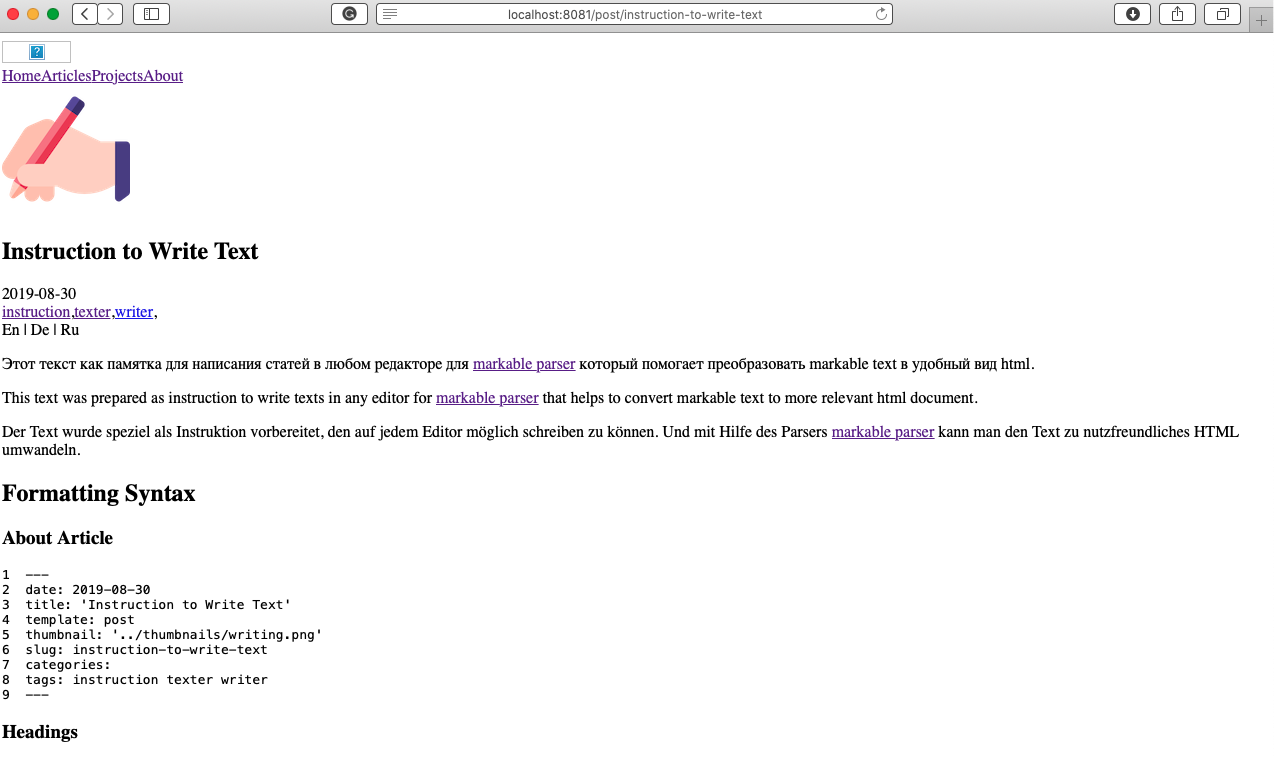 localhost:8081/post/instruction-to-write-text
HomeArticlesProjectsAbout
Instruction to Write Text
2019-08-30
instruction,texter,writer,
En | De | Ru
Этот текст как памятка для написания статей в любом редакторе для markable parser который помогает преобразовать markable text в удобный вид html.
This text was prepared as instruction to write texts in any editor for markable parser that helps to convert markable text to more relevant html document.
Der Text wurde speziel als Instruktion vorbereitet, den auf jedem Editor möglich schreiben zu können. Und mit Hilfe des Parsers markable parser kann man den Text zu nutzfreundliches HTML
umwandeln.
Formatting Syntax
About Article
1 ---
2 date: 2019-08-30
3 title: 'Instruction to Write Text'
4 template: post
5 thumbnail: '../thumbnails/writing.png'
6 slug: instruction-to-write-text
7 categories:
8 tags: instruction texter writer
9 ---
Headings